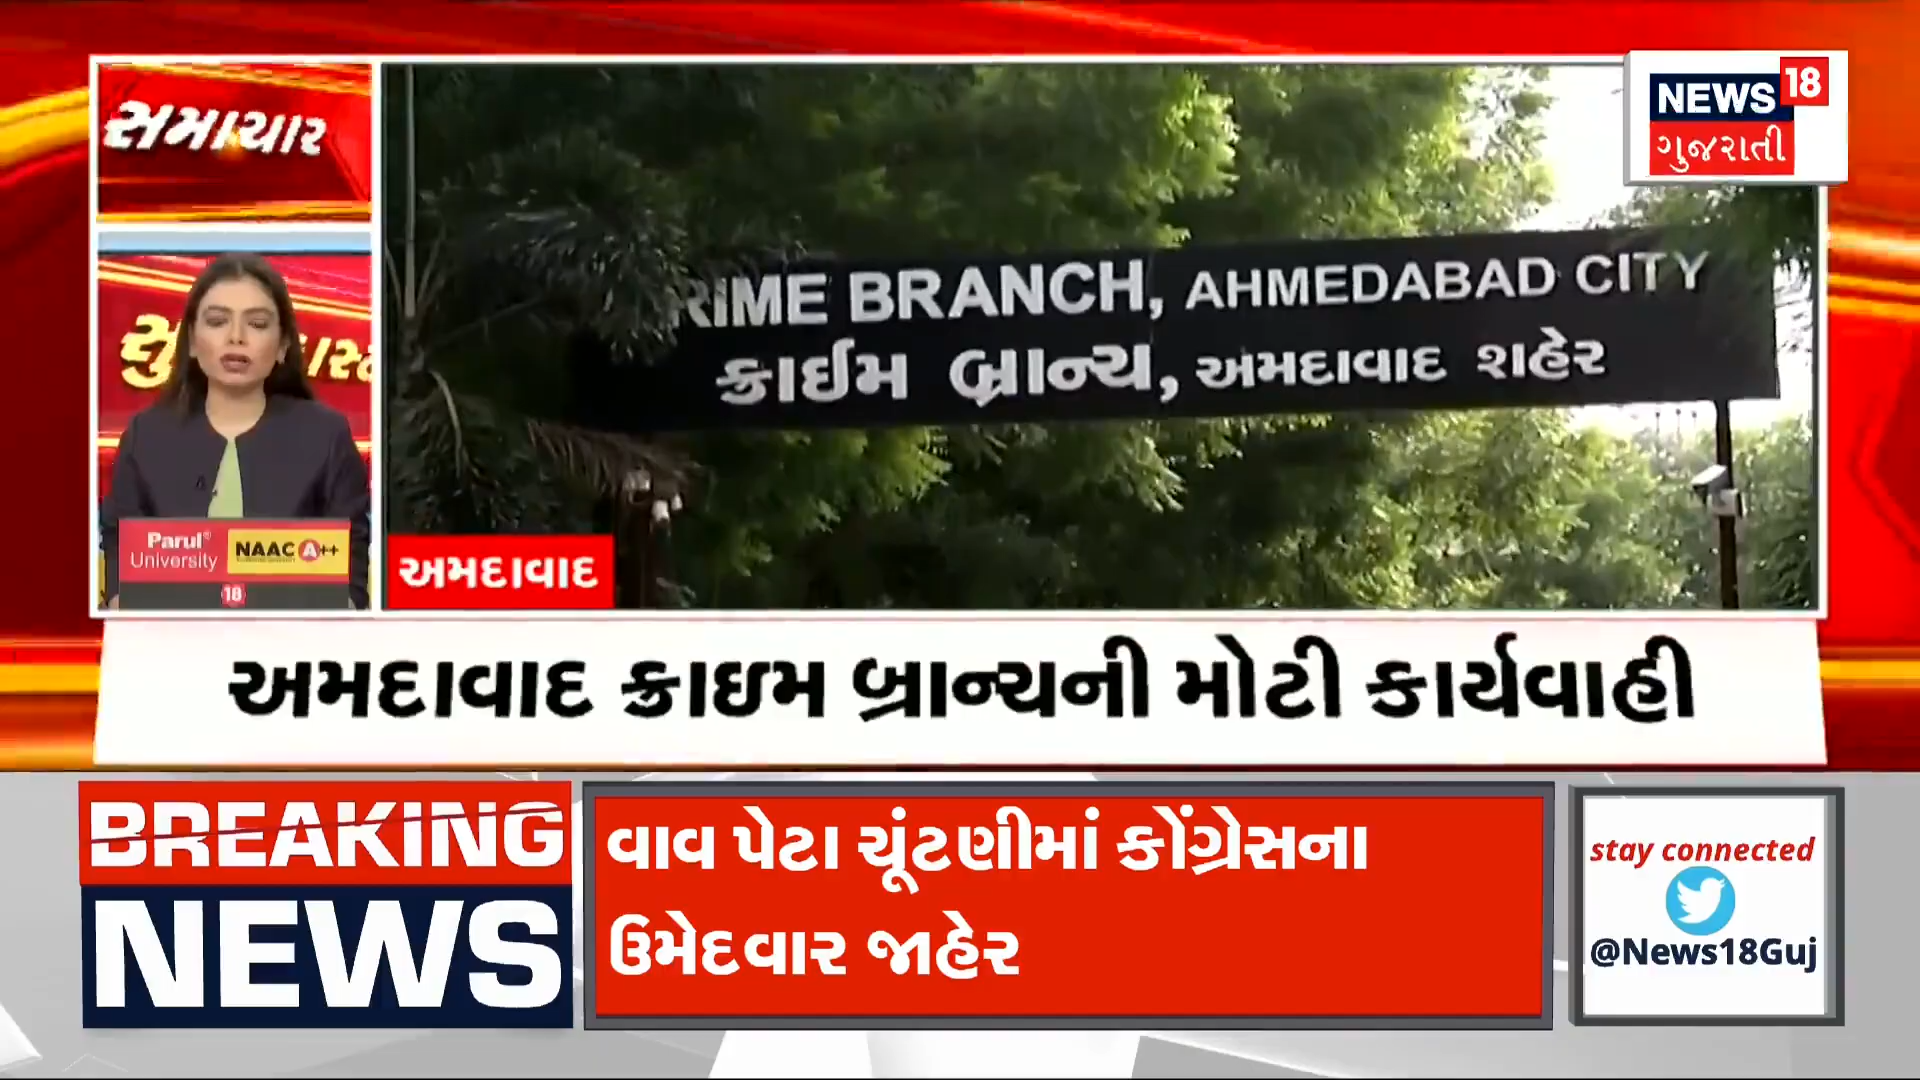 સમાચાર
NEWS 18
ગુજરાતી
BRANCH, AHMEDABAD CITY
ક્રાઈમ બ્રાન્ચ, અમદાવાદ શહેર
Parul®
University
NAAC A++
18
અમદાવાદ
અમદાવાદ ક્રાઇમ બ્રાન્ચની મોટી કાર્યવાહી
BREAKING
NEWS
વાવ પેટા ચૂંટણીમાં કોંગ્રેસના
ઉમેદવાર જાહેર
stay connected
@News18Guj